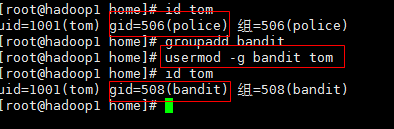 [root@hadoop1 home]# id tom
uid=1001(tom) gid=506(police) 组=506(police)
[root@hadoop1 home]# groupadd bandit
[root@hadoop1 home]# usermod -g bandit tom
[root@hadoop1 home]# id tom
uid=1001(tom) gid=508(bandit) 组=508(bandit)
[root@hadoop1 home]#